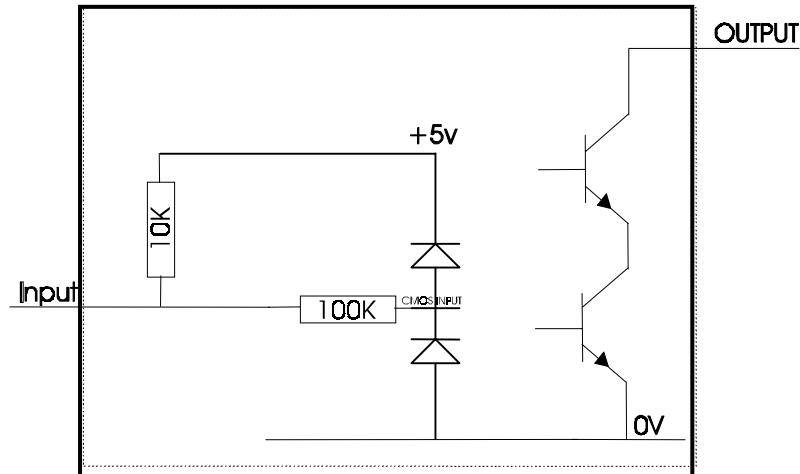 OUTPUT
+5v
10K
Input
100K
CMOS INPUT
0V